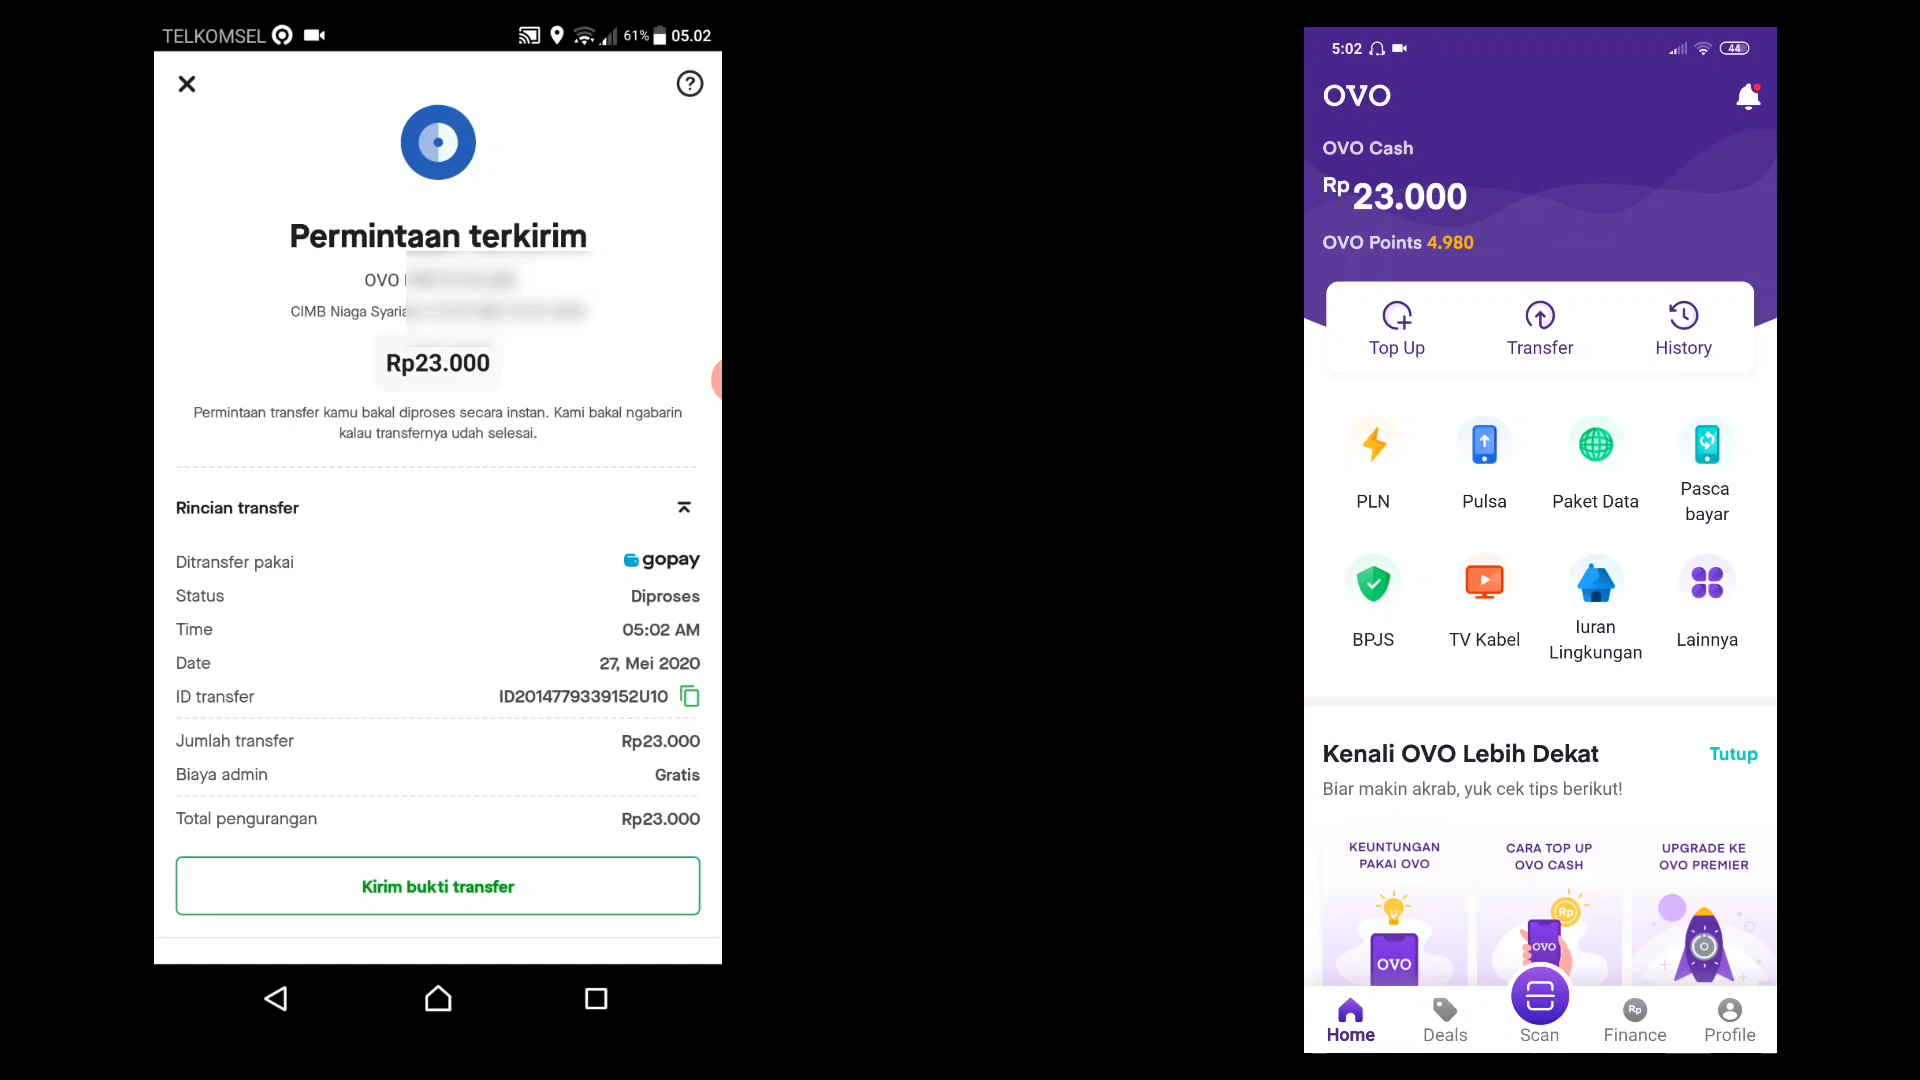 TELKOMSEL 61% 05.02
Permintaan terkirim
OVO
CIMB Niaga Syaria
Rp23.000
Permintaan transfer kamu bakal diproses secara instan. Kami bakal ngabarin
kalau transfernya udah selesai.
Rincian transfer
Ditransfer pakai gopay
Status Diproses
Time 05:02 AM
Date 27, Mei 2020
ID transfer ID2014779339152U10
Jumlah transfer Rp23.000
Biaya admin Gratis
Total pengurangan Rp23.000
Kirim bukti transfer
5:02 44
OVO
OVO Cash
Rp 23.000
OVO Points 4.980
Top Up Transfer History
PLN Pulsa Paket Data Pasca
bayar
BPJS TV Kabel Iuran
Lingkungan Lainnya
Kenali OVO Lebih Dekat Tutup
Biar makin akrab, yuk cek tips berikut!
KEUNTUNGAN
PAKAI OVO
CARA TOP UP
OVO CASH
UPGRADE KE
OVO PREMIER
OVO
Rp
OVO
Home Deals Scan Rp Finance Profile